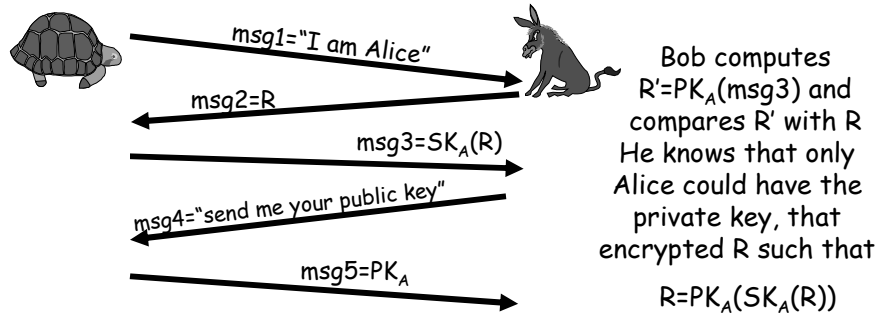 msg1="I am Alice"
msg2=R
msg3=SK_A(R)
msg4="send me your public key"
msg5=PK_A
Bob computes
R'=PK_A(msg3) and
compares R' with R
He knows that only
Alice could have the
private key, that
encrypted R such that
R=PK_A(SK_A(R))